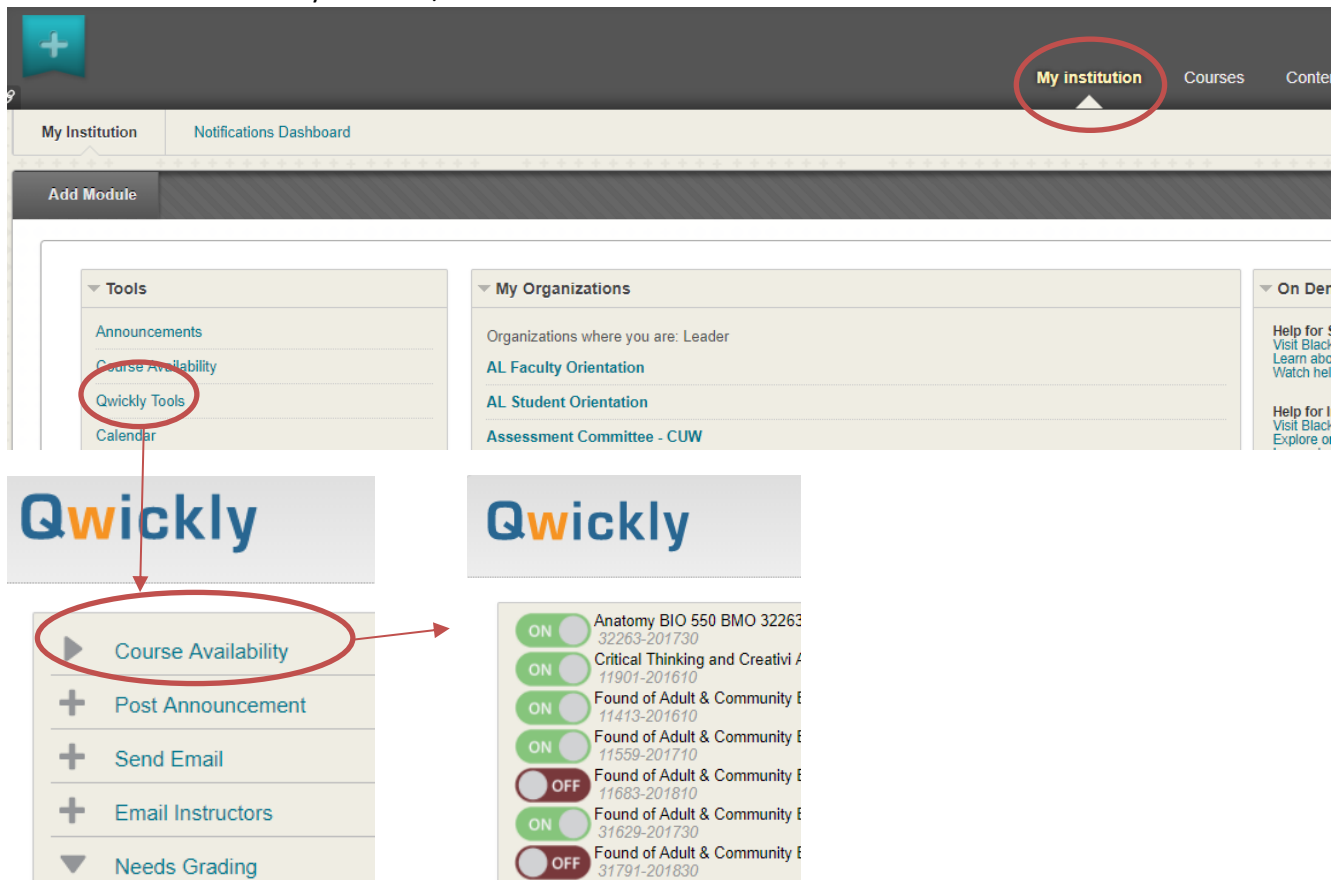 My institution Courses
My Institution Notifications Dashboard
Add Module
Tools
Announcements
Course Availability
Qwickly Tools
Calendar
My Organizations
Organizations where you are: Leader
AL Faculty Orientation
AL Student Orientation
Assessment Committee - CUW
On
Help for
Visit
Learn
Watch
Help for
Visit
Explore
Qwickly
Course Availability
Post Announcement
Send Email
Email Instructors
Needs Grading
Qwickly
ON Anatomy BIO 550 BMO 32263
32263-201730
ON Critical Thinking and Creativi
11901-201610
ON Found of Adult & Community
11413-201610
ON Found of Adult & Community
11559-201710
OFF Found of Adult & Community
11683-201810
ON Found of Adult & Community
31629-201730
OFF Found of Adult & Community
31791-201830